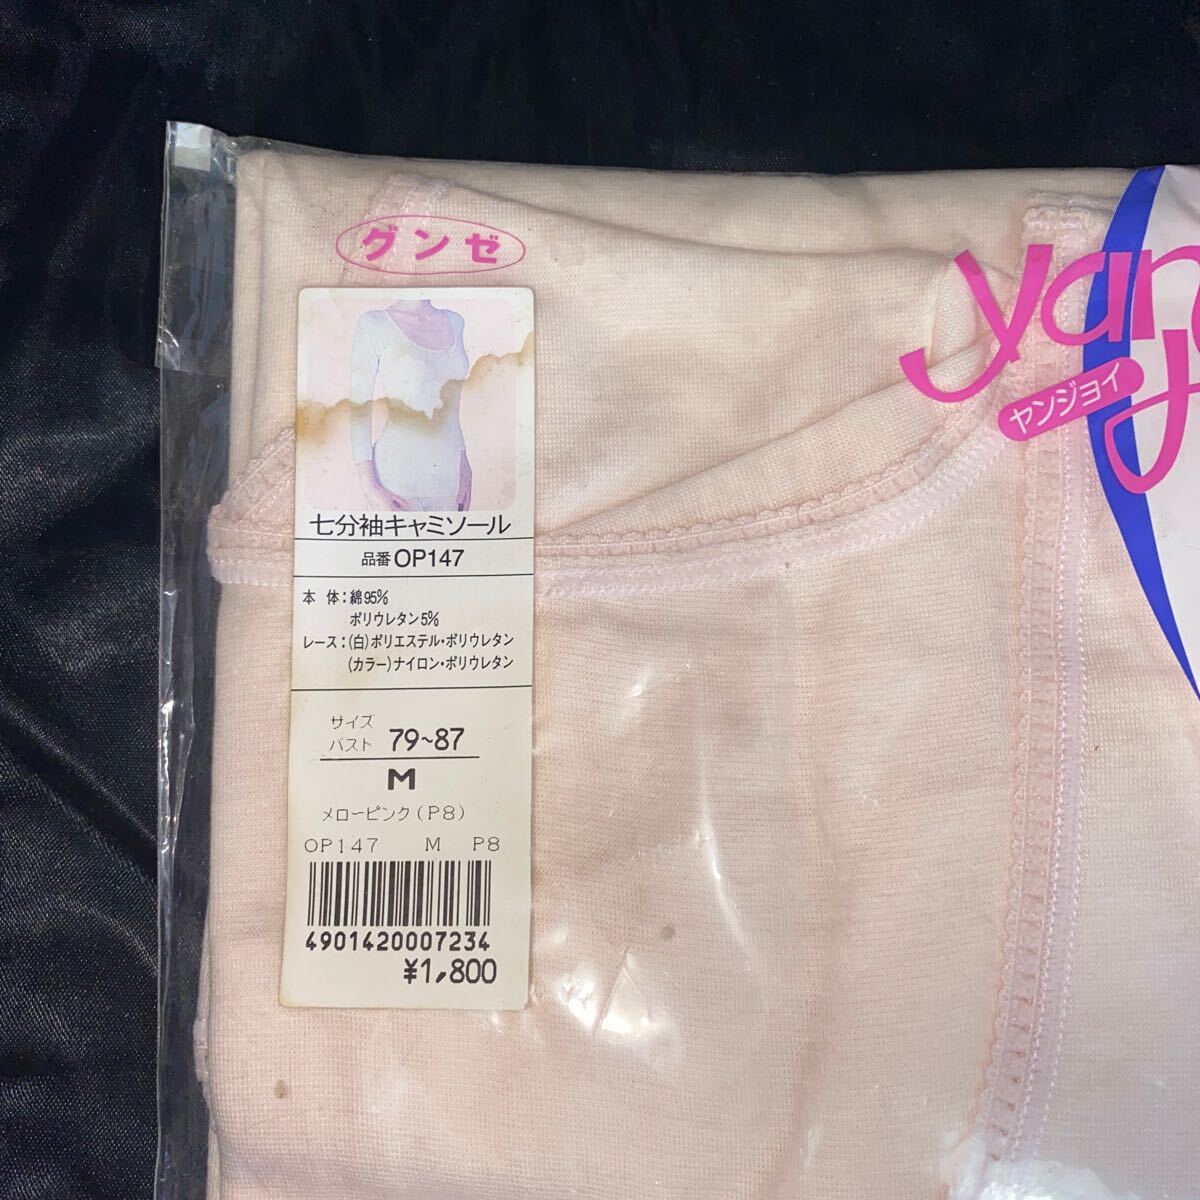 グンゼ
yan
ヤンジョイ
七分袖キャミソール
品番 OP147
本 体：綿95%
ポリウレタン5%
レース：(白)ポリエステル・ポリウレタン
(カラー)ナイロン・ポリウレタン
サイズ
バスト 79~87
M
メローピンク(P8)
OP147 M P8
4901420007234
¥1,800